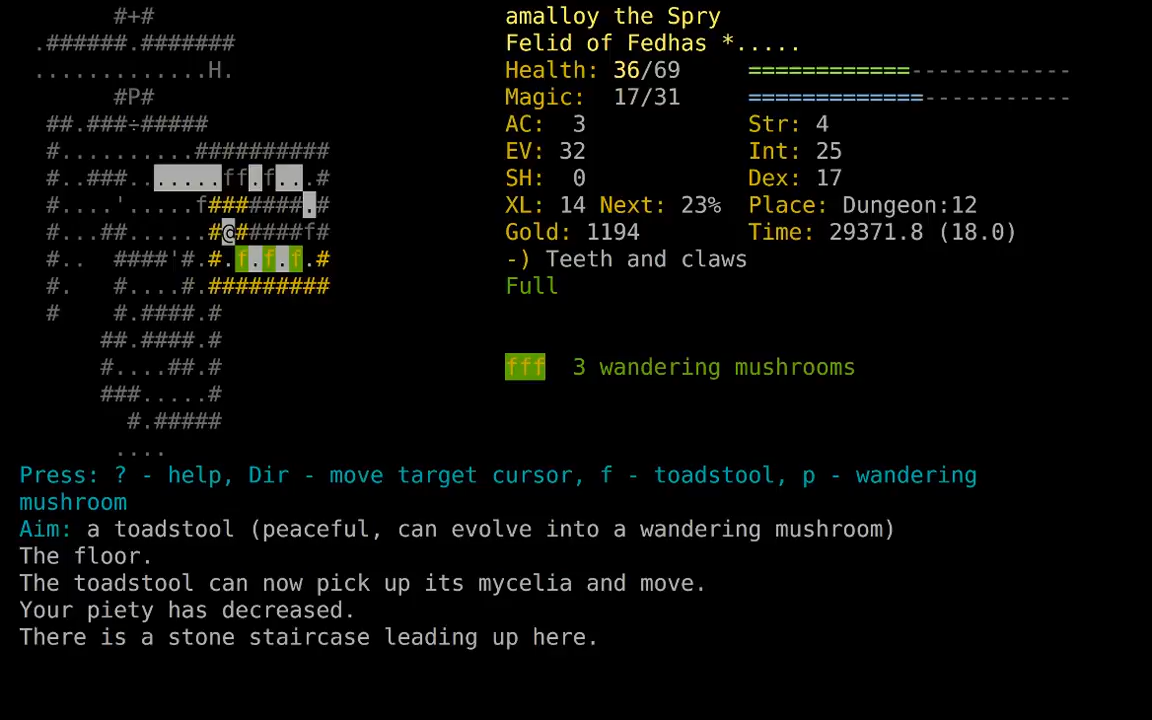 #+#
.######.#######
.............H.
#P#
##.###÷#####
#..........##########
#..###.......ff.f...#
#....'.....f########.#
#...##......#@#####f#
#.. ####'#.#.f.f.f.#
#. #....#.#########
# #.####.#
##.####.#
#....##.#
###.....#
#.#####
....
amalloy the Spry
Felid of Fedhas *.....
Health: 36/69 ============------------
Magic: 17/31 =============-----------
AC: 3 Str: 4
EV: 32 Int: 25
SH: 0 Dex: 17
XL: 14 Next: 23% Place: Dungeon:12
Gold: 1194 Time: 29371.8 (18.0)
-) Teeth and claws
Full
fff 3 wandering mushrooms
Press: ? - help, Dir - move target cursor, f - toadstool, p - wandering
mushroom
Aim: a toadstool (peaceful, can evolve into a wandering mushroom)
The floor.
The toadstool can now pick up its mycelia and move.
Your piety has decreased.
There is a stone staircase leading up here.